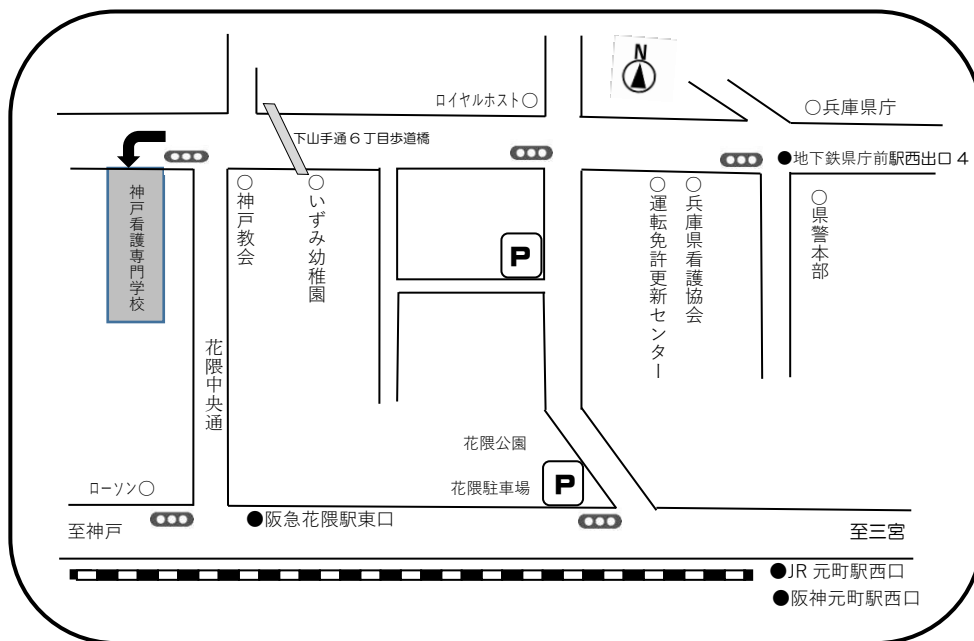 N
ロイヤルホスト○
○兵庫県庁
下山手通6丁目歩道橋
●地下鉄県庁前駅西出口4
神戸看護専門学校
○神戸教会
○いずみ幼稚園
P
○運転免許更新センター
○兵庫県看護協会
○県警本部
花隈中央通
花隈公園
花隈駐車場
P
ローソン○
●阪急花隈駅東口
至神戸
至三宮
●JR元町駅西口
●阪神元町駅西口